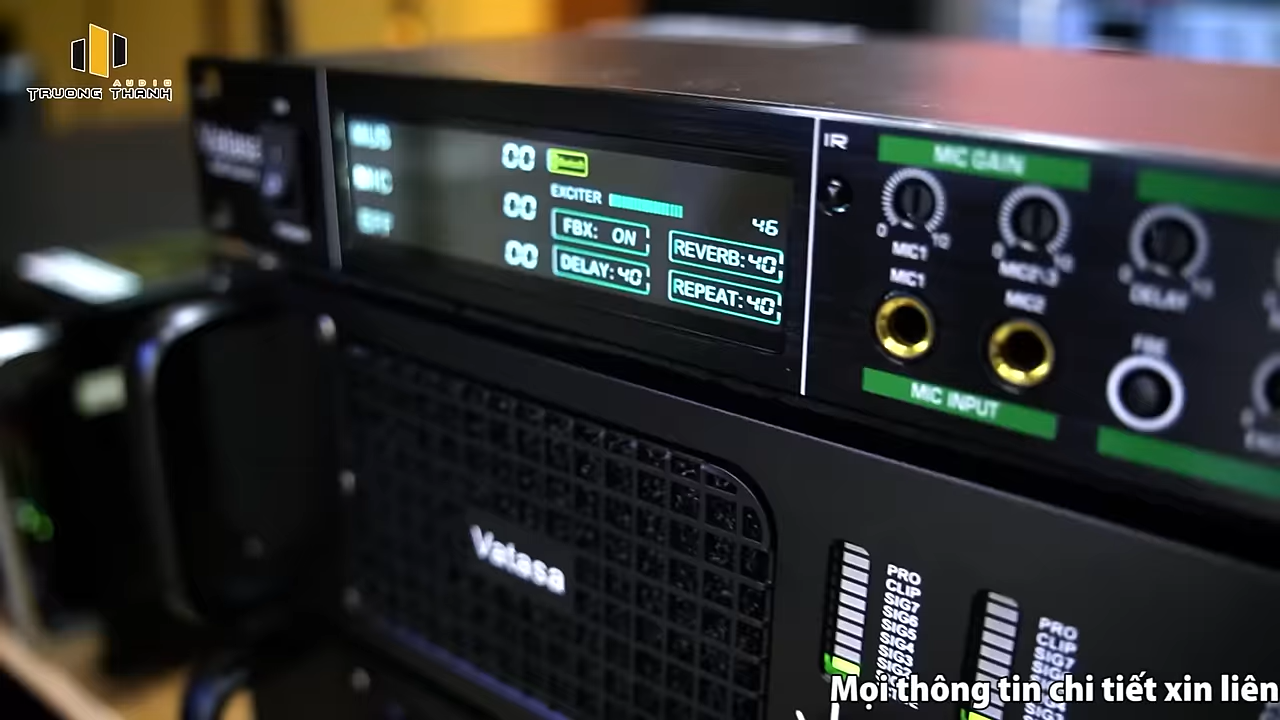 AUDIO
TRUONG THANH
MUS
00
EXCITER
46
MIC
00
FBX: ON
REVERB: 40
EFF
00
DELAY: 40
REPEAT: 40
IR
MIC GAIN
0
10
MIC1
MIC1
MIC2
DELAY
MIC INPUT
Vatasa
PRO
CLIP
SIG7
SIG6
SIG5
SIG4
SIG3
PRO
CLIP
SIG7
Mọi thông tin chi tiết xin liên